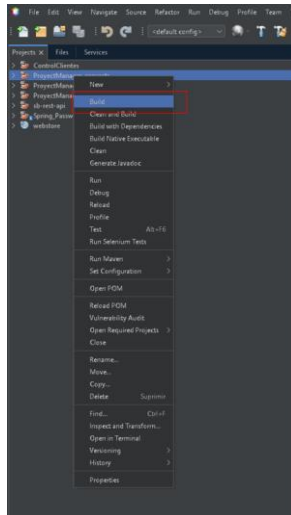 File Edit View Navigate Source Refactor Run Debug Profile Team
<default config>
Projects Files Services
ControlClientes
ProyectManag
ProyectMana
ProyectMana
sb-rest-api
Spring_Passw
webstore
New
Build
Clean and Build
Build with Dependencies
Build Native Executable
Clean
Generate Javadoc
Run
Debug
Reload
Profile
Test Alt+F6
Run Selenium Tests
Run Maven
Set Configuration
Open POM
Reload POM
Vulnerability Audit
Open Required Projects
Close
Rename...
Move...
Copy...
Delete Suprimir
Find... Ctrl+F
Inspect and Transform...
Open in Terminal
Versioning
History
Properties